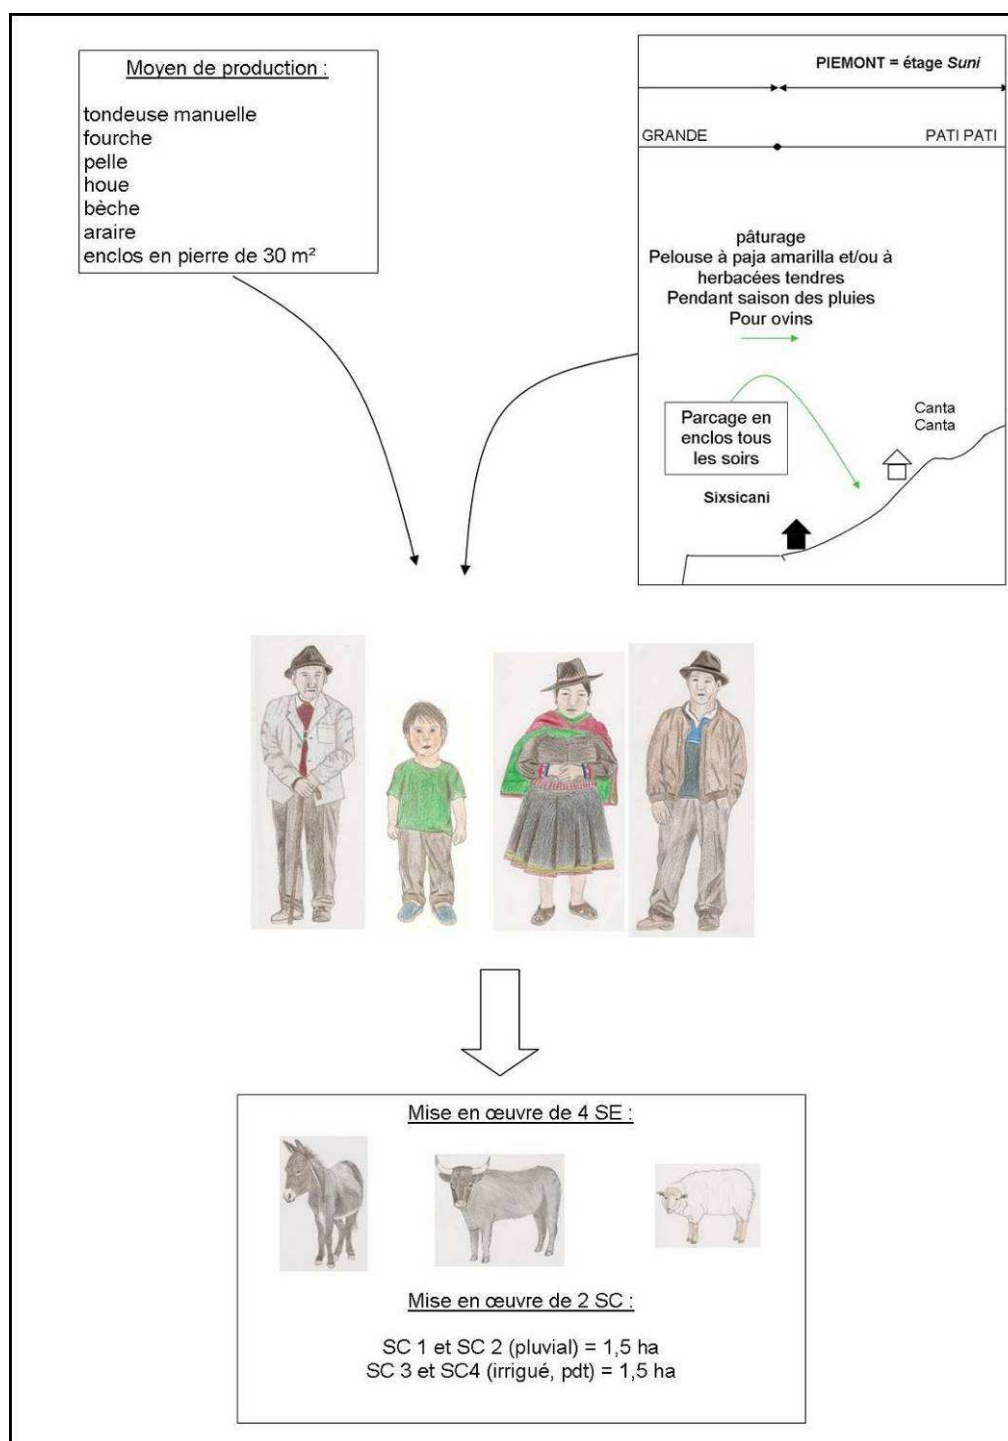 Moyen de production :
tondeuse manuelle
fourche
pelle
houe
bèche
araire
enclos en pierre de 30 m²
PIEMONT = étage Suni
GRANDE PATI PATI
pâturage
Pelouse à paja amarilla et/ou à
herbacées tendres
Pendant saison des pluies
Pour ovins
Parcage en
enclos tous
les soirs
Canta
Canta
Sixsicani
Mise en œuvre de 4 SE :
Mise en œuvre de 2 SC :
SC 1 et SC 2 (pluvial) = 1,5 ha
SC 3 et SC4 (irrigué, pdt) = 1,5 ha